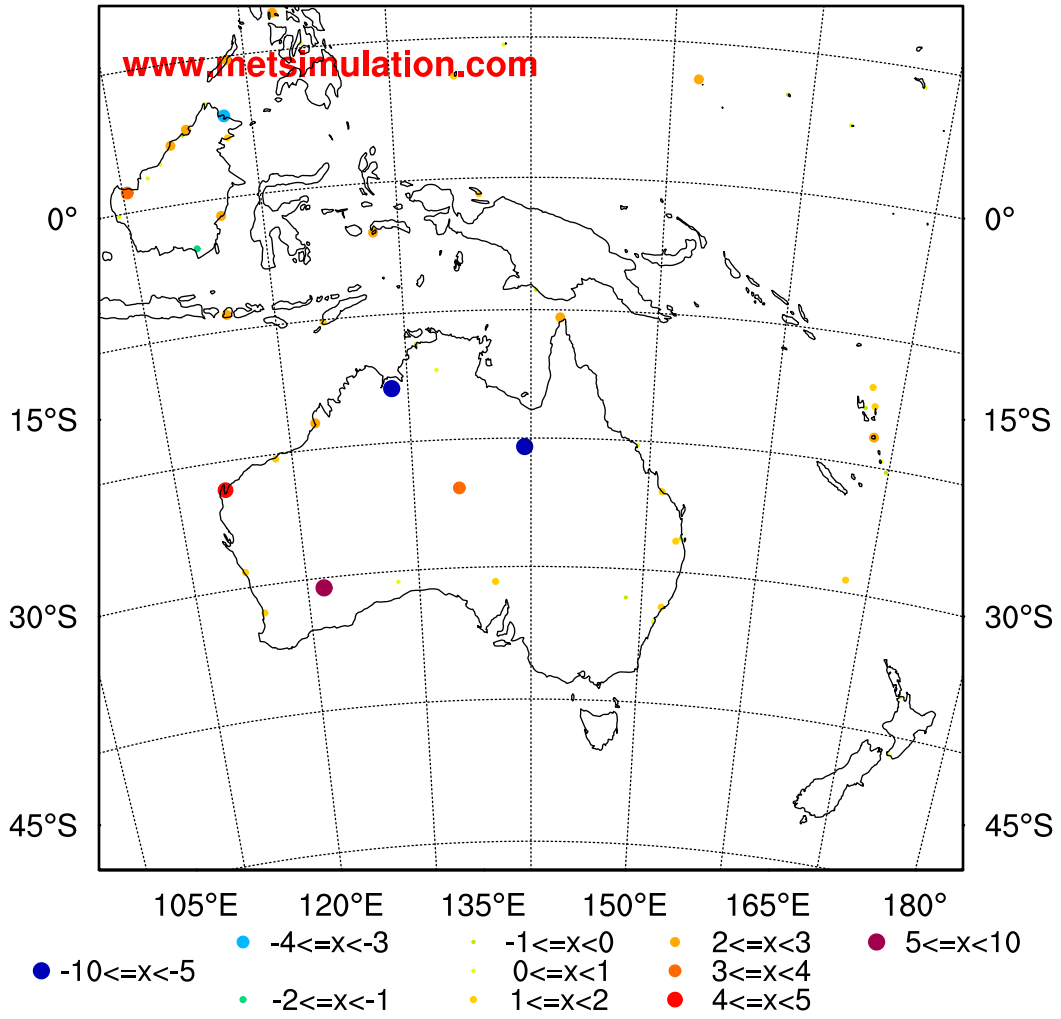 www.metsimulation.com
0° 0°
15°S 15°S
30°S 30°S
45°S 45°S
105°E 120°E 135°E 150°E 165°E 180°
-4<=x<-3 -1<=x<0 2<=x<3 5<=x<10
-10<=x<-5 0<=x<1 3<=x<4
-2<=x<-1 1<=x<2 4<=x<5